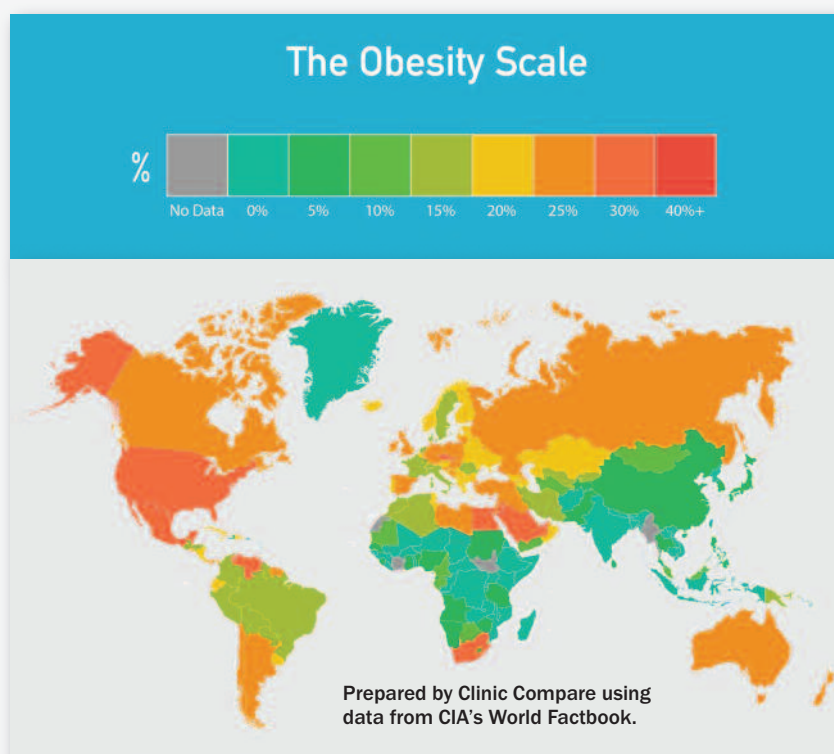 The Obesity Scale
%
No Data 0% 5% 10% 15% 20% 25% 30% 40%+
Prepared by Clinic Compare using
data from CIA's World Factbook.